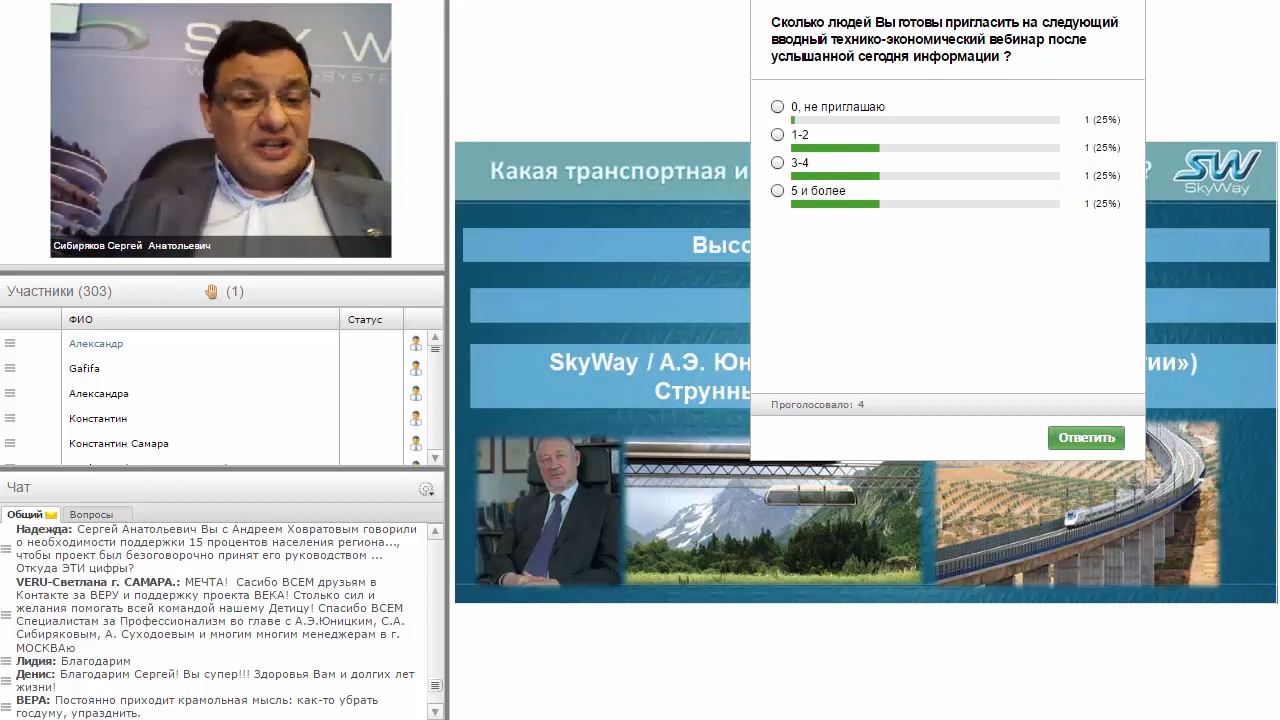 SKY W
Сибиряков Сергей Анатольевич
Участники (303)
(1)
ФИО
Статус
Александр
Gafifa
Александра
Константин
Константин Самара
Чат
Общий
Вопросы
Надежда: Сергей Анатольевич Вы с Андреем Ховратовым говорили
о необходимости поддержки 15 процентов населения региона...,
чтобы проект был безоговорочно принят его руководством ...
Откуда ЭТИ цифры?
VERU-Светлана г. САМАРА.: МЕЧТА! Сасибо ВСЕМ друзьям в
Контакте за ВЕРУ и поддержку проекта ВЕКА! Столько сил и
желания помогать всей командой нашему Детицу! Спасибо ВСЕМ
Специалистам за Профессионализм во главе с А.Э.Юницким, С.А.
Сибиряковым, А. Суходоевым и многим многим менеджерам в г.
МОСКВАю
Лидия: Благодарим
Денис: Благодарим Сергей! Вы супер!!! Здоровья Вам и долгих лет
жизни!
ВЕРА: Постоянно приходит крамольная мысль: как-то убрать
госдуму, упразднить.
Сколько людей Вы готовы пригласить на следующий
вводный технико-экономический вебинар после
услышанной сегодня информации ?
0, не приглашаю
1 (25%)
1-2
1 (25%)
3-4
1 (25%)
5 и более
1 (25%)
Проголосовало: 4
Ответить
Какая транспортная и ?
SW
SkyWay
Высо
SkyWay / А.Э. Юн гии»)
Струнны